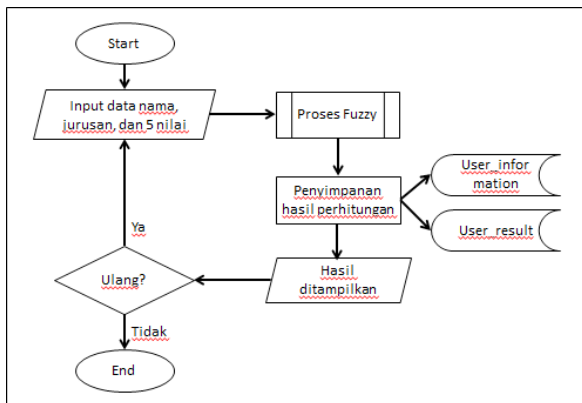 Start
Input data nama,
jurusan, dan 5 nilai
Proses Fuzzy
Penyimpanan
hasil perhitungan
User_infor
mation
User_result
Hasil
ditampilkan
Ulang?
Ya
Tidak
End